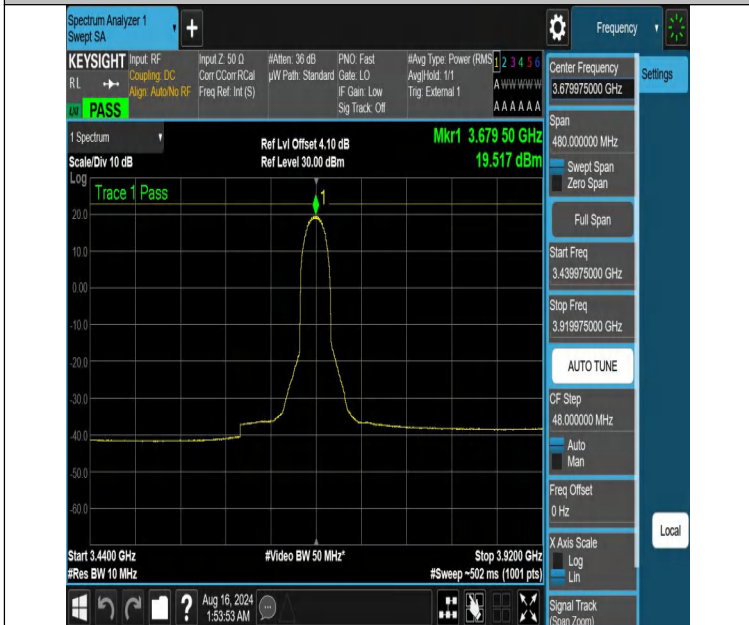 Spectrum Analyzer 1
Swept SA
+
Frequency
KEYSIGHT
RL
PASS
Input: RF
Coupling: DC
Align: Auto/No RF
Input Z: 50 Ω
Corr CCorr RCal
Freq Ref: Int (S)
#Atten: 36 dB
µW Path: Standard
PNO: Fast
Gate: LO
IF Gain: Low
Sig Track: Off
#Avg Type: Power (RMS
Avg|Hold: 1/1
Trig: External 1
1 2 3 4 5 6
A W W W W W
A A A A A A
1 Spectrum
Scale/Div 10 dB
Ref Lvl Offset 4.10 dB
Ref Level 30.00 dBm
Mkr1 3.679 50 GHz
19.517 dBm
Log
Trace 1 Pass
1
20.0
10.0
0.00
-10.0
-20.0
-30.0
-40.0
-50.0
-60.0
Start 3.4400 GHz
#Res BW 10 MHz
#Video BW 50 MHz*
Stop 3.9200 GHz
#Sweep ~502 ms (1001 pts)
Center Frequency
3.679975000 GHz
Settings
Span
480.000000 MHz
Swept Span
Zero Span
Full Span
Start Freq
3.439975000 GHz
Stop Freq
3.919975000 GHz
AUTO TUNE
CF Step
48.000000 MHz
Auto
Man
Freq Offset
0 Hz
X Axis Scale
Log
Lin
Local
Signal Track
(Span Zoom)
?
Aug 16, 2024
1:53:53 AM